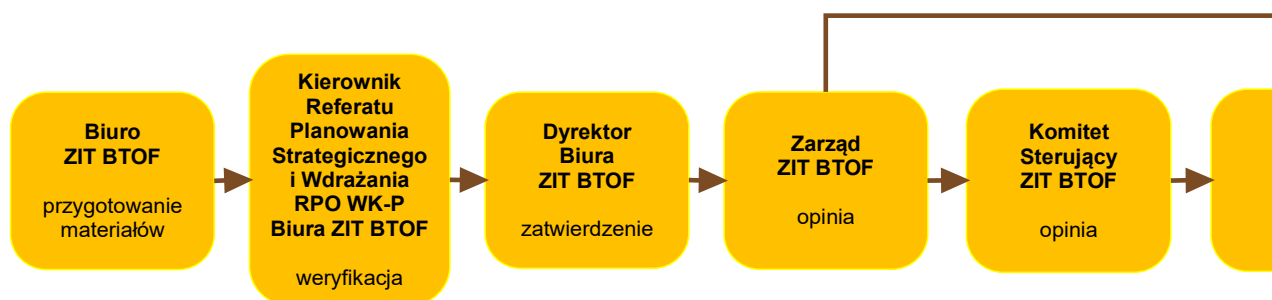 Biuro
ZIT BTOF
przygotowanie
materiałów
Kierownik
Referatu
Planowania
Strategicznego
i Wdrażania
RPO WK-P
Biura ZIT BTOF
weryfikacja
Dyrektor
Biura
ZIT BTOF
zatwierdzenie
Zarząd
ZIT BTOF
opinia
Komitet
Sterujący
ZIT BTOF
opinia